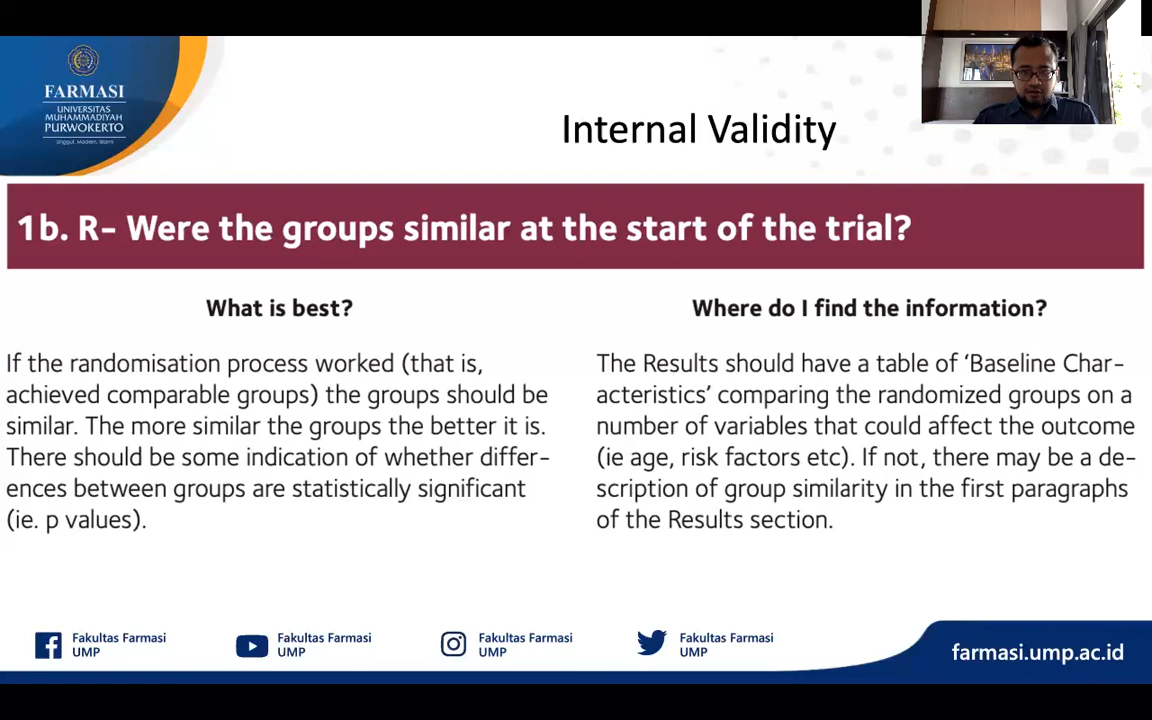 FARMASI
UNIVERSITAS
MUHAMMADIYAH
PURWOKERTO
Unggul, Modern, Islami
Internal Validity
1b. R- Were the groups similar at the start of the trial?
What is best?
If the randomisation process worked (that is,
achieved comparable groups) the groups should be
similar. The more similar the groups the better it is.
There should be some indication of whether differ-
ences between groups are statistically significant
(ie. p values).
Where do I find the information?
The Results should have a table of ‘Baseline Char-
acteristics’ comparing the randomized groups on a
number of variables that could affect the outcome
(ie age, risk factors etc). If not, there may be a de-
scription of group similarity in the first paragraphs
of the Results section.
Fakultas Farmasi
UMP
Fakultas Farmasi
UMP
Fakultas Farmasi
UMP
Fakultas Farmasi
UMP
farmasi.ump.ac.id